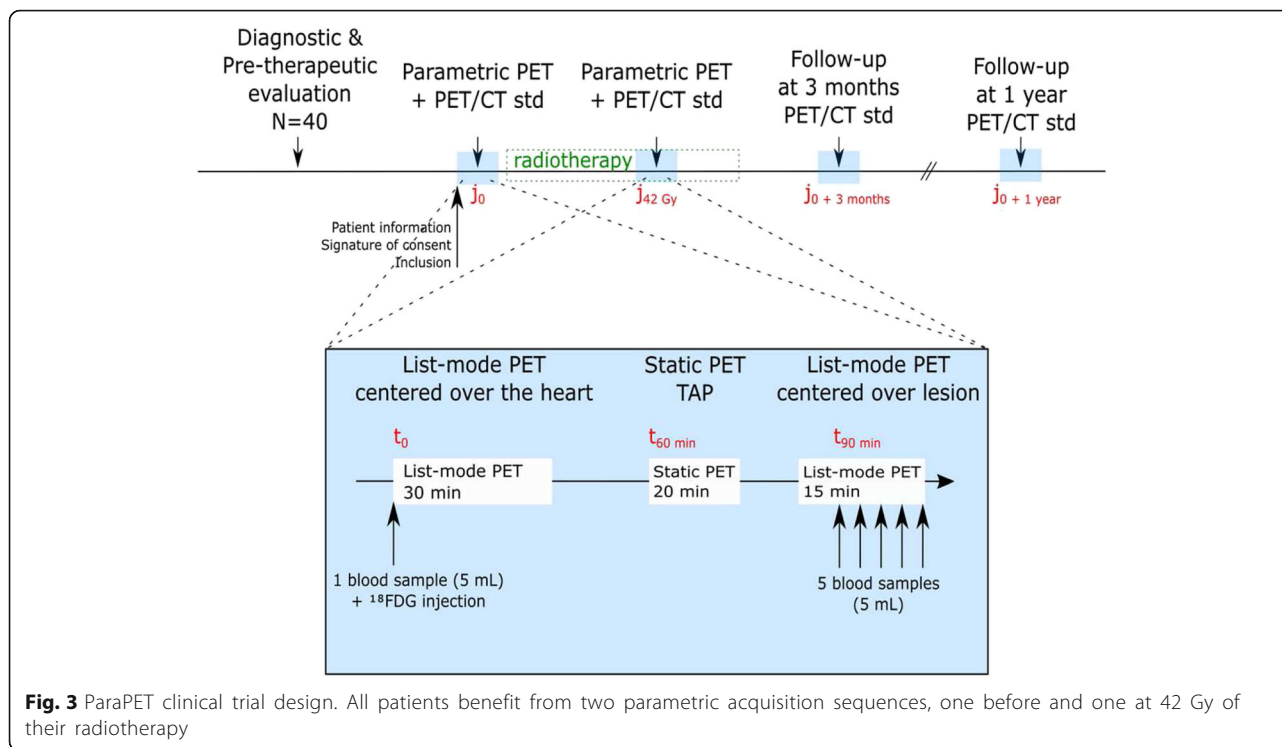 Diagnostic &
Pre-therapeutic
evaluation
N=40
Parametric PET
+ PET/CT std
Parametric PET
+ PET/CT std
Follow-up
at 3 months
PET/CT std
Follow-up
at 1 year
PET/CT std
radiotherapy
//
j0
j42 Gy
j0 + 3 months
j0 + 1 year
Patient information
Signature of consent
Inclusion
List-mode PET
centered over the heart
Static PET
TAP
List-mode PET
centered over lesion
t0
t60 min
t90 min
List-mode PET
30 min
Static PET
20 min
List-mode PET
15 min
1 blood sample (5 mL)
+ ¹⁸FDG injection
5 blood samples
(5 mL)
Fig. 3 ParaPET clinical trial design. All patients benefit from two parametric acquisition sequences, one before and one at 42 Gy of
their radiotherapy